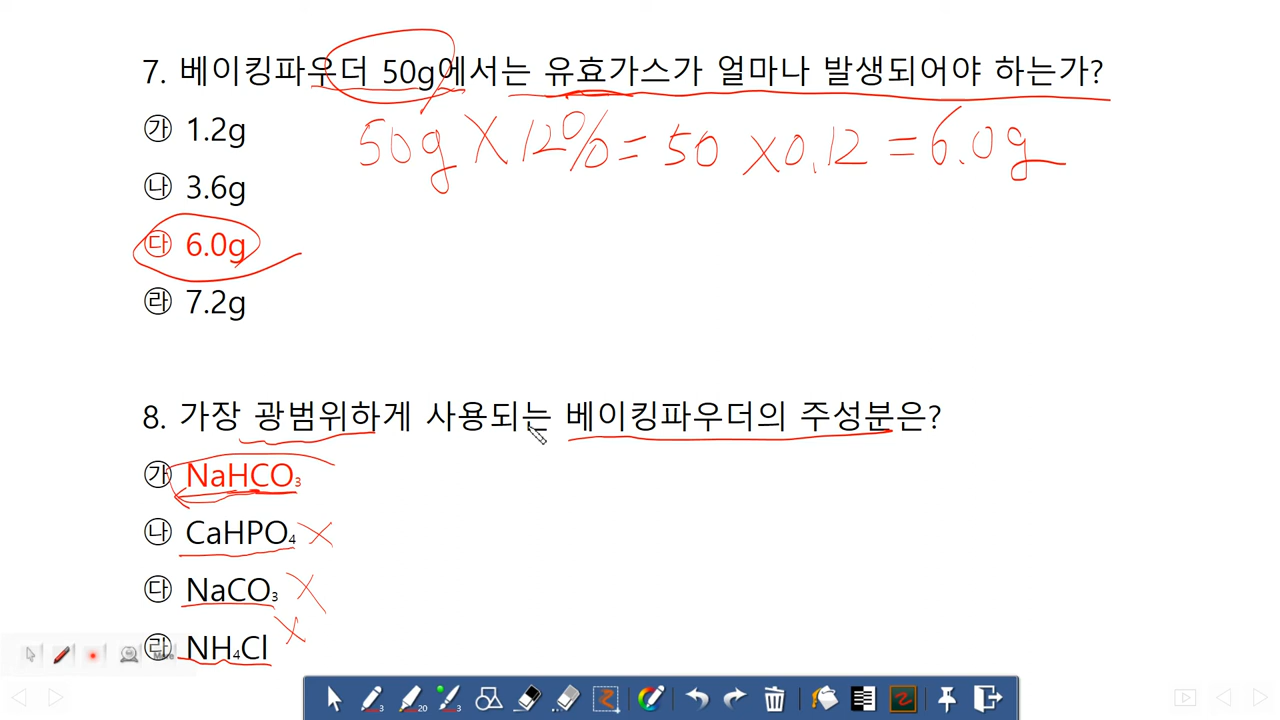 7. 베이킹파우더 50g에서는 유효가스가 얼마나 발생되어야 하는가?
㉮ 1.2g
50g X 12% = 50 X 0.12 = 6.0g
㉯ 3.6g
㉰ 6.0g
㉱ 7.2g
8. 가장 광범위하게 사용되는 베이킹파우더의 주성분은?
㉮ NaHCO₃
㉯ CaHPO₄ X
㉰ NaCO₃ X
㉱ NH₄Cl X
More
3 20 3